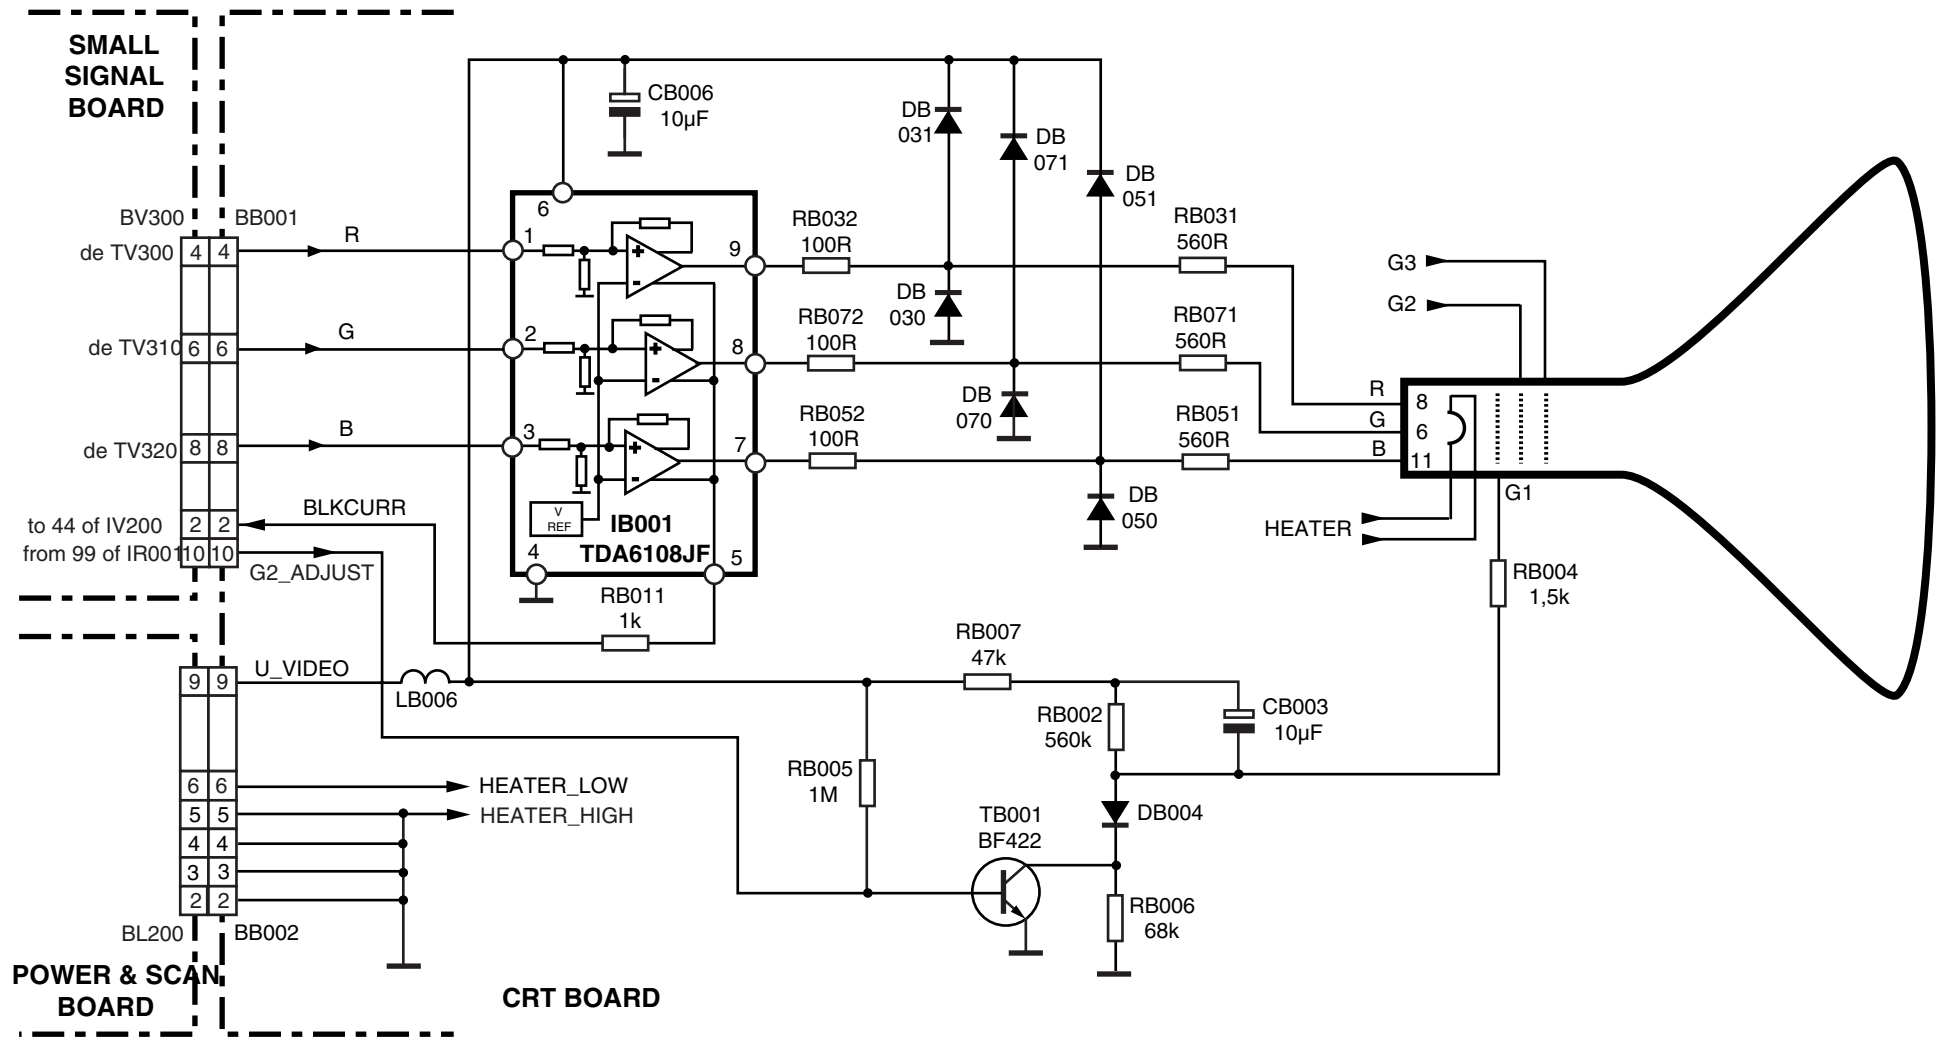 SMALL
SIGNAL
BOARD
CB006
10µF
DB
031
DB
071
DB
051
BV300
BB001
de TV300
4
4
R
1
6
9
+
-
RB032
100R
RB031
560R
DB
030
G3
G2
de TV310
6
6
G
2
8
+
-
RB072
100R
RB071
560R
DB
070
R
8
G
6
B
11
de TV320
8
8
B
3
7
+
-
RB052
100R
RB051
560R
DB
050
G1
HEATER
to 44 of IV200
2
2
BLKCURR
V
REF
IB001
TDA6108JF
from 99 of IR001
10
10
G2_ADJUST
4
5
RB011
1k
RB004
1,5k
U_VIDEO
9
9
LB006
RB007
47k
RB002
560k
CB003
10µF
RB005
1M
6
6
HEATER_LOW
5
5
HEATER_HIGH
4
4
3
3
2
2
TB001
BF422
DB004
RB006
68k
BL200
BB002
POWER & SCAN
BOARD
CRT BOARD